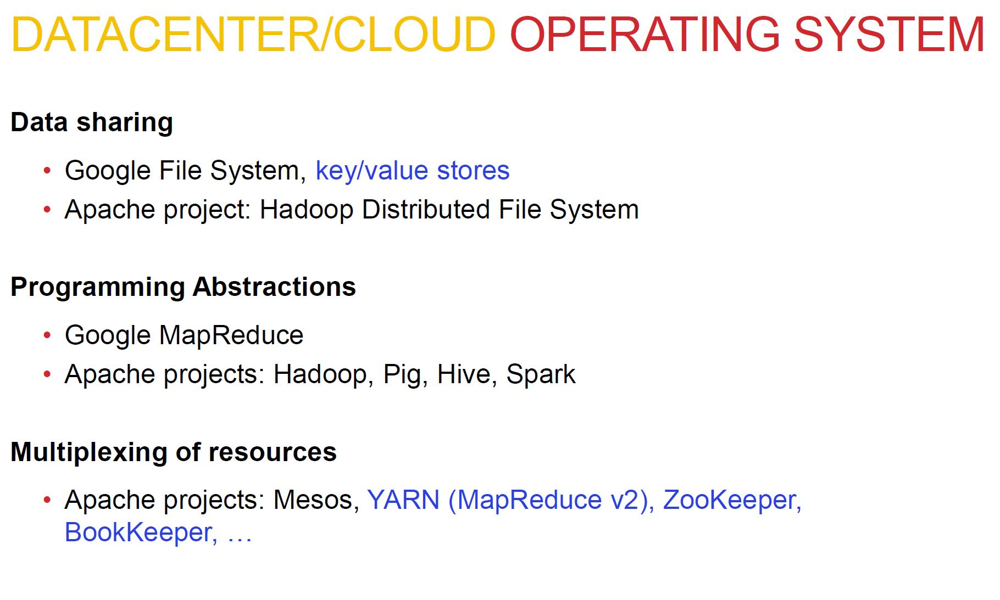 DATACENTER/CLOUD OPERATING SYSTEM
Data sharing
• Google File System, key/value stores
• Apache project: Hadoop Distributed File System
Programming Abstractions
• Google MapReduce
• Apache projects: Hadoop, Pig, Hive, Spark
Multiplexing of resources
• Apache projects: Mesos, YARN (MapReduce v2), ZooKeeper,
BookKeeper, …